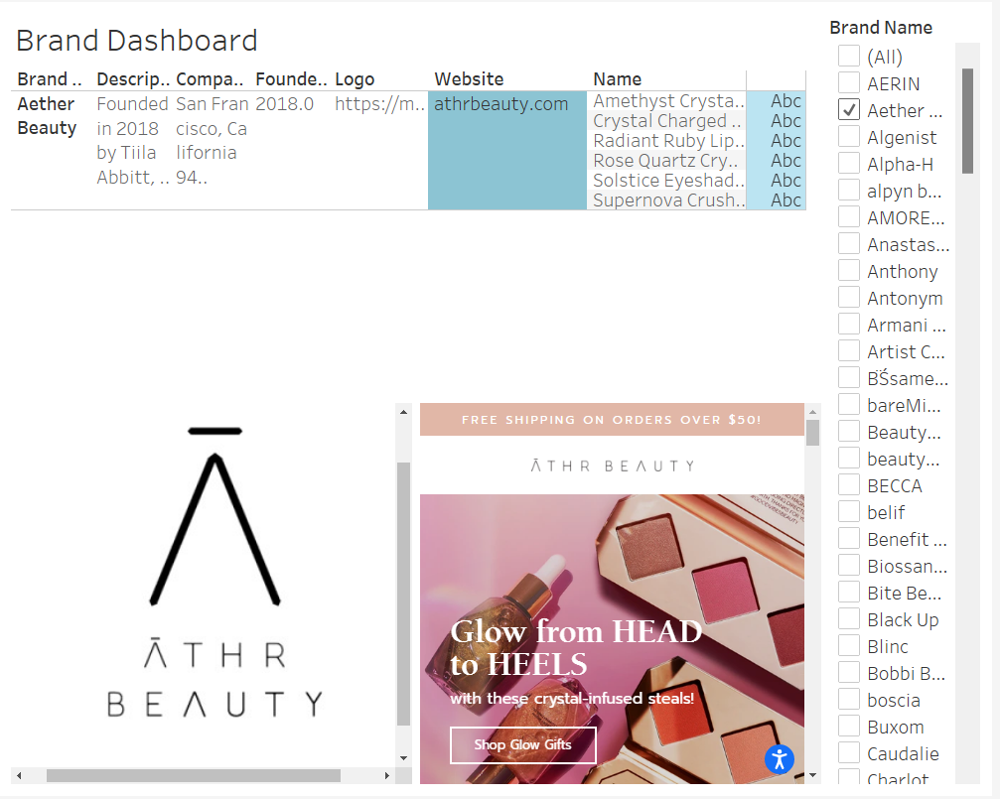 Brand Dashboard
Brand .. Descrip.. Compa.. Founde.. Logo Website Name
Aether Beauty
Founded in 2018 by Tiila Abbitt, ..
San Fran cisco, Ca lifornia 94..
2018.0
https://m..
athrbeauty.com
Amethyst Crysta.. Abc
Crystal Charged .. Abc
Radiant Ruby Lip.. Abc
Rose Quartz Cry.. Abc
Solstice Eyeshad.. Abc
Supernova Crush.. Abc
ĀTHR
BEAUTY
FREE SHIPPING ON ORDERS OVER $50!
ĀTHR BEAUTY
Glow from HEAD
to HEELS
with these crystal-infused steals!
Shop Glow Gifts
Brand Name
(All)
AERIN
Aether ...
Algenist
Alpha-H
alpyn b...
AMORE...
Anastas...
Anthony
Antonym
Armani ...
Artist C...
bareMi...
Beauty...
beauty...
BECCA
belif
Benefit ...
Biossan...
Bite Be...
Black Up
Blinc
Bobbi B...
boscia
Buxom
Caudalie
Charlot